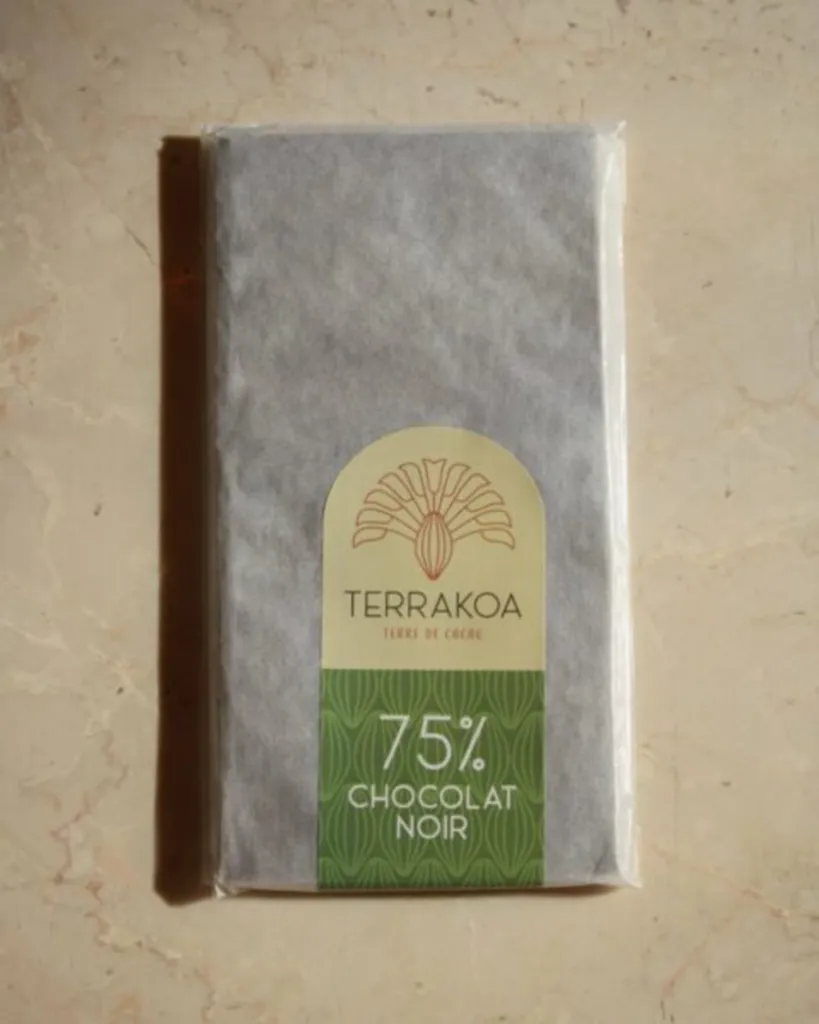 TERRAKOA
TERRE DE CACAO
75%
CHOCOLAT
NOIR